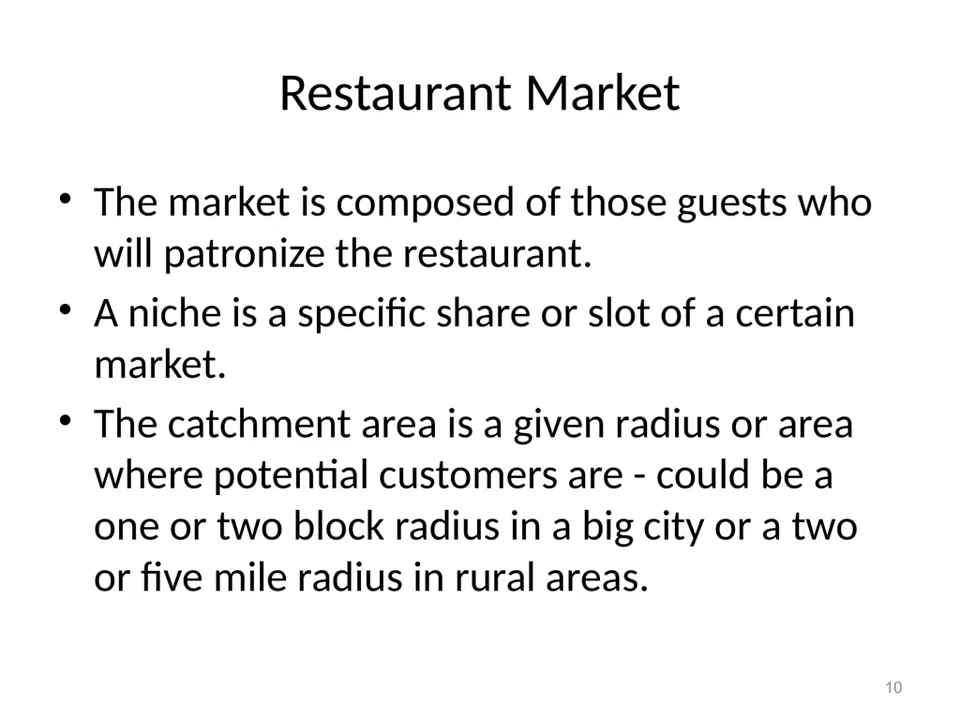 Restaurant Market
• The market is composed of those guests who
will patronize the restaurant.
• A niche is a specific share or slot of a certain
market.
• The catchment area is a given radius or area
where potential customers are - could be a
one or two block radius in a big city or a two
or five mile radius in rural areas.
10